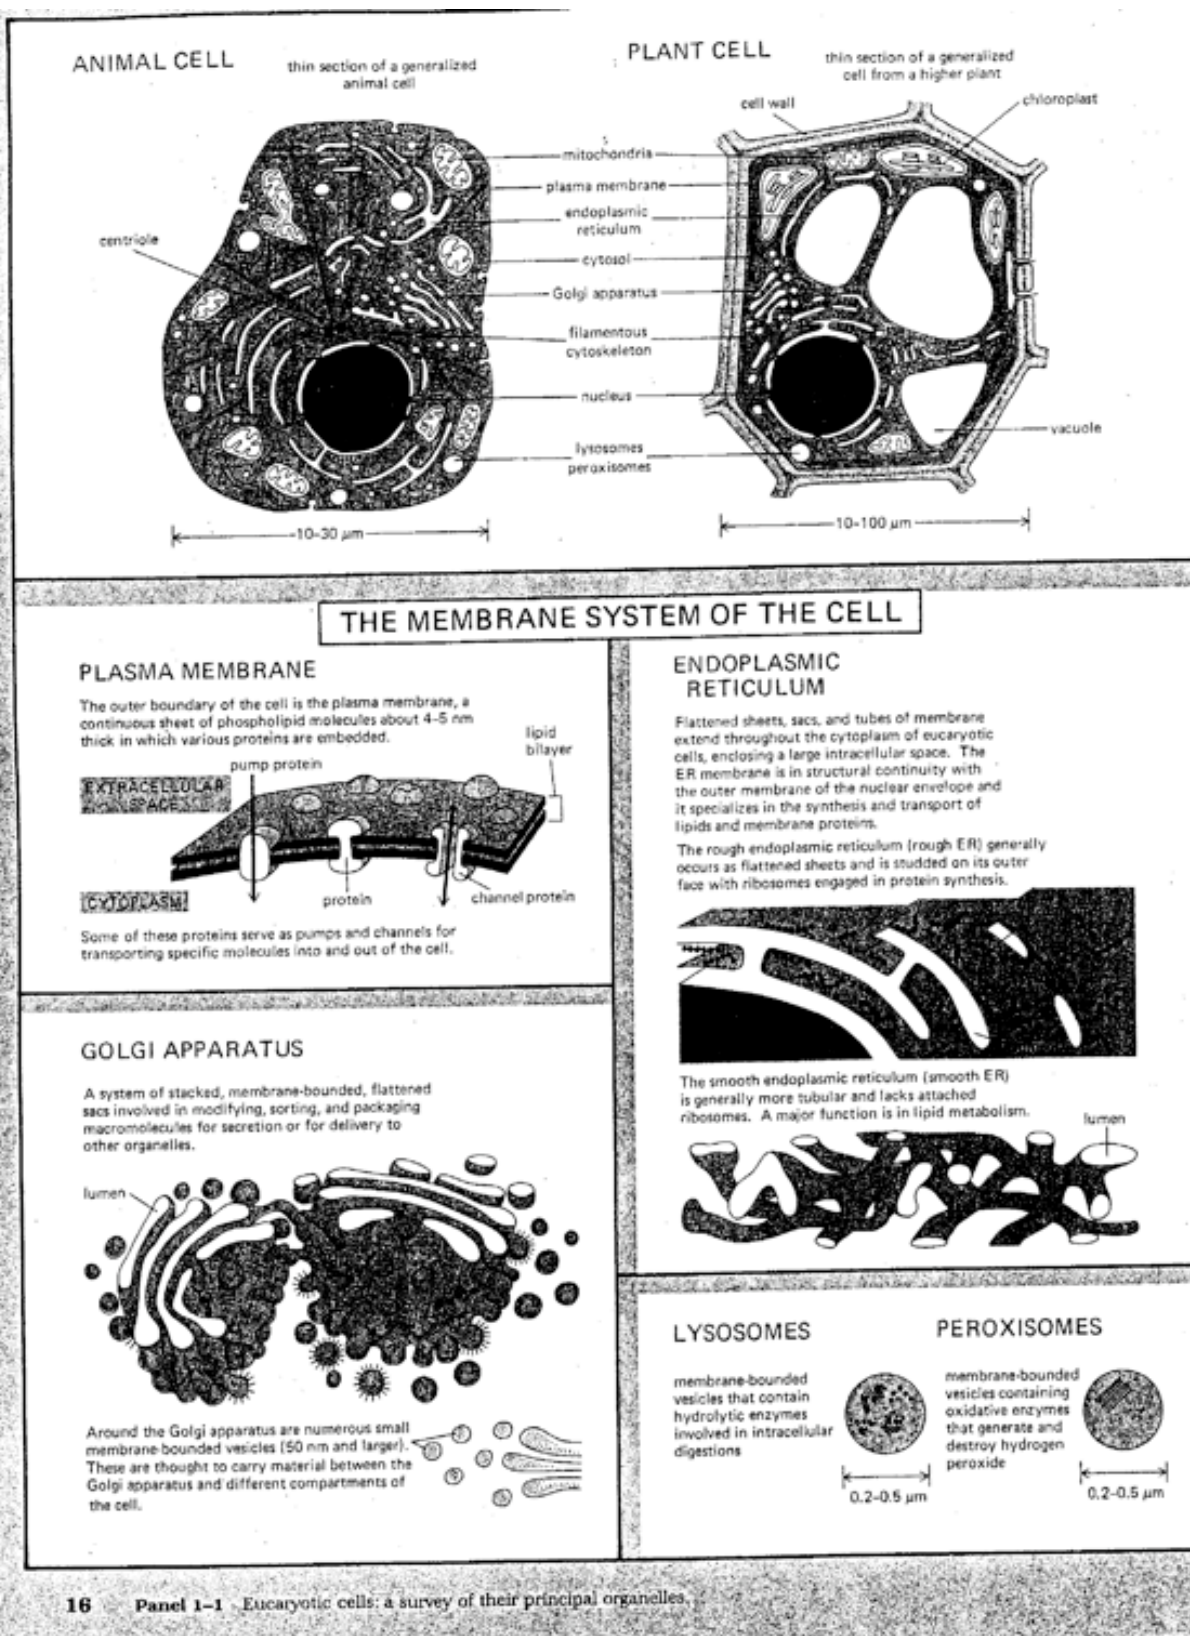 ANIMAL CELL
thin section of a generalized
animal cell
PLANT CELL
thin section of a generalized
cell from a higher plant
cell wall
chloroplast
mitochondria
plasma membrane
endoplasmic
reticulum
centriole
cytosol
Golgi apparatus
filamentous
cytoskeleton
nucleus
vacuole
lysosomes
peroxisomes
10-30 µm
10-100 µm
THE MEMBRANE SYSTEM OF THE CELL
PLASMA MEMBRANE
The outer boundary of the cell is the plasma membrane, a
continuous sheet of phospholipid molecules about 4-5 nm
thick in which various proteins are embedded.
lipid
bilayer
pump protein
EXTRACELLULAR
SPACE
CYTOPLASM
protein
channel protein
Some of these proteins serve as pumps and channels for
transporting specific molecules into and out of the cell.
ENDOPLASMIC
RETICULUM
Flattened sheets, sacs, and tubes of membrane
extend throughout the cytoplasm of eucaryotic
cells, enclosing a large intracellular space. The
ER membrane is in structural continuity with
the outer membrane of the nuclear envelope and
it specializes in the synthesis and transport of
lipids and membrane proteins.
The rough endoplasmic reticulum (rough ER) generally
occurs as flattened sheets and is studded on its outer
face with ribosomes engaged in protein synthesis.
The smooth endoplasmic reticulum (smooth ER)
is generally more tubular and lacks attached
ribosomes. A major function is in lipid metabolism.
lumen
GOLGI APPARATUS
A system of stacked, membrane-bounded, flattened
sacs involved in modifying, sorting, and packaging
macromolecules for secretion or for delivery to
other organelles.
lumen
Around the Golgi apparatus are numerous small
membrane-bounded vesicles (50 nm and larger).
These are thought to carry material between the
Golgi apparatus and different compartments of
the cell.
LYSOSOMES
membrane-bounded
vesicles that contain
hydrolytic enzymes
involved in intracellular
digestions
0.2-0.5 µm
PEROXISOMES
membrane-bounded
vesicles containing
oxidative enzymes
that generate and
destroy hydrogen
peroxide
0.2-0.5 µm
16 Panel 1-1 Eucaryotic cells: a survey of their principal organelles.